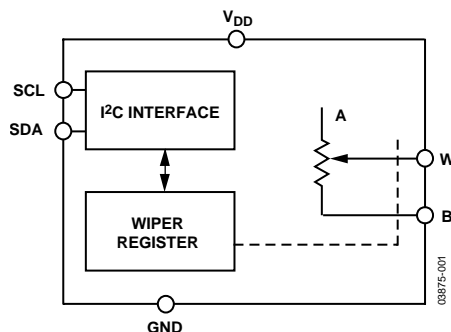 VDD
SCL
I²C INTERFACE
A
SDA
W
WIPER
REGISTER
B
GND
03875-001